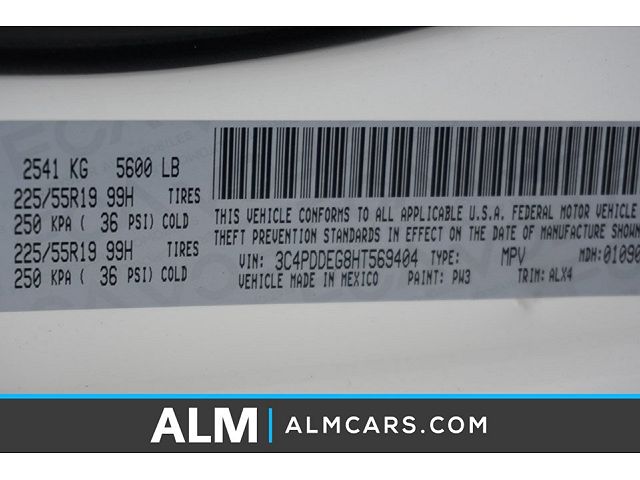 2541 KG 5600 LB
225/55R19 99H TIRES
250 KPA ( 36 PSI) COLD
225/55R19 99H TIRES
250 KPA ( 36 PSI) COLD
THIS VEHICLE CONFORMS TO ALL APPLICABLE U.S.A. FEDERAL MOTOR VEHICLE
THEFT PREVENTION STANDARDS IN EFFECT ON THE DATE OF MANUFACTURE SHOWN
VIN: 3C4PDDEG8HT569404 TYPE: MPV MDH:01090
VEHICLE MADE IN MEXICO PAINT: PW3 TRIM: ALX4
ALM | ALMCARS.COM